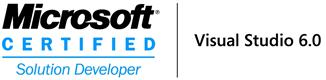 Microsoft®
CERTIFIED
Solution Developer
Visual Studio 6.0